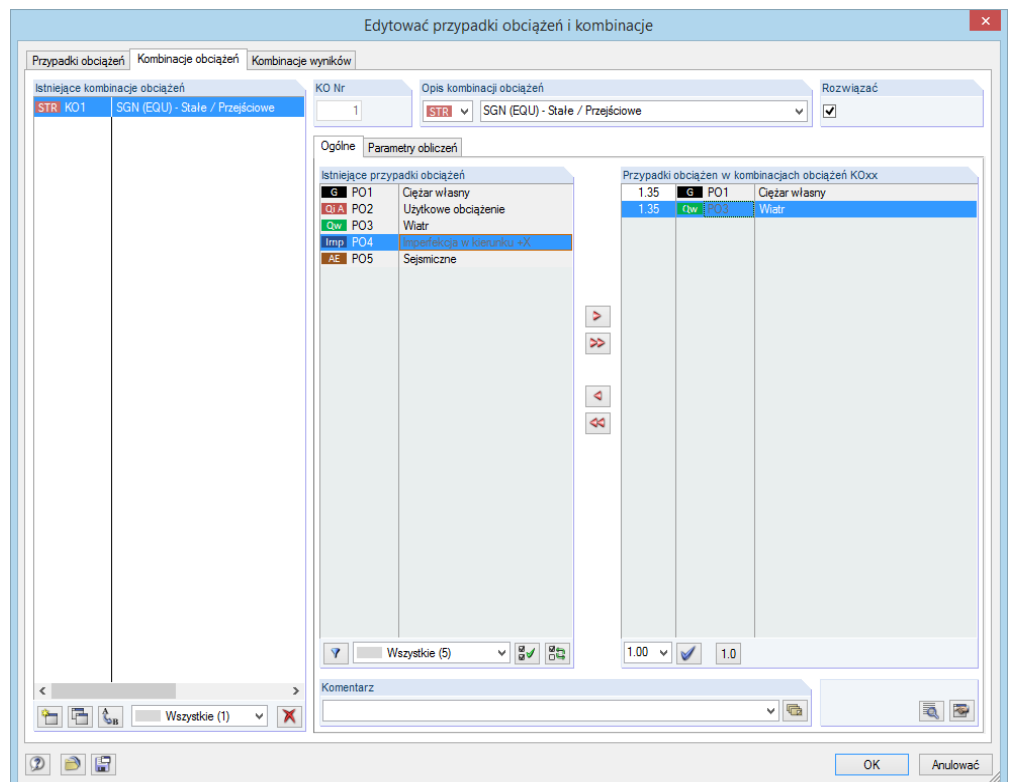 Edytować przypadki obciążeń i kombinacje
Przypadki obciążeń Kombinacje obciążeń Kombinacje wyników
Istniejące kombinacje obciążeń
STR KO1 SGN (EQU) - Stałe / Przejściowe
KO Nr
1
Opis kombinacji obciążeń
STR SGN (EQU) - Stałe / Przejściowe
Rozwiązać
Ogólne Parametry obliczeń
Istniejące przypadki obciążeń
G PO1 Ciężar własny
Qi A PO2 Użytkowe obciążenie
Qw PO3 Wiatr
Imp PO4 Imperfekcja w kierunku +X
AE PO5 Sejsmiczne
Przypadki obciążen w kombinacjach obciążeń KOxx
1.35 G PO1 Ciężar własny
1.35 Qw PO3 Wiatr
Wszystkie (5)
1.00 1.0
Komentarz
Wszystkie (1)
OK Anulować